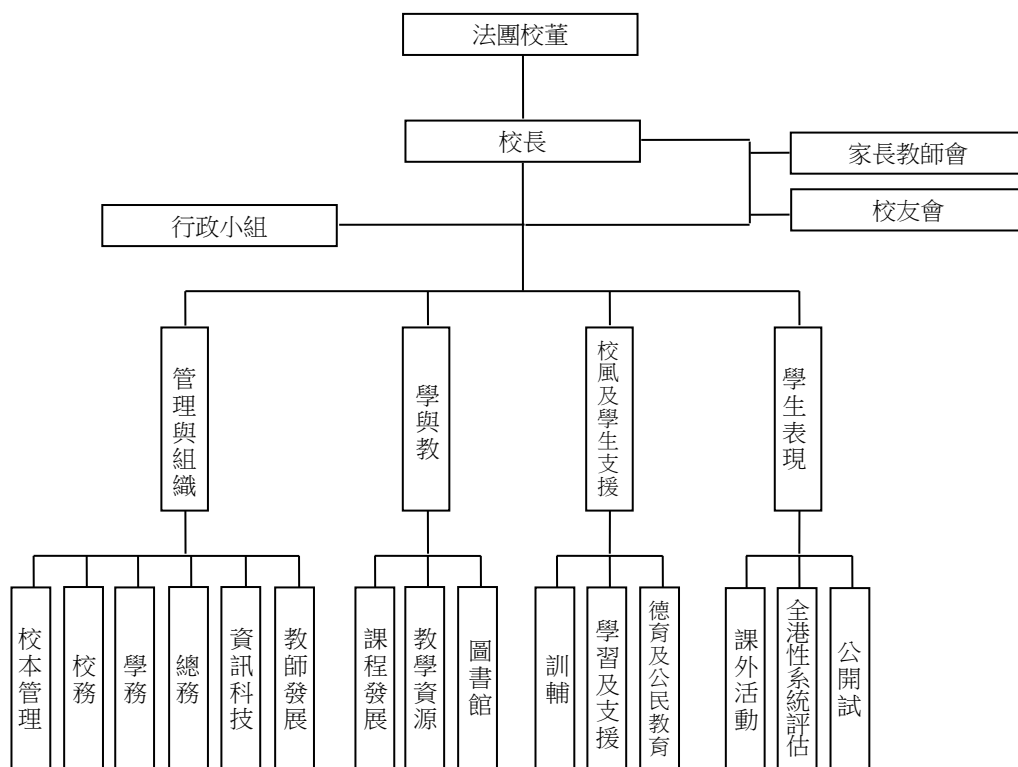 法團校董
校長
家長教師會
校友會
行政小組
管理與組織
學與教
校風及學生支援
學生表現
校本管理
校務
學務
總務
資訊科技
教師發展
課程發展
教學資源
圖書館
訓輔
學習及支援
德育及公民教育
課外活動
全港性系統評估
公開試